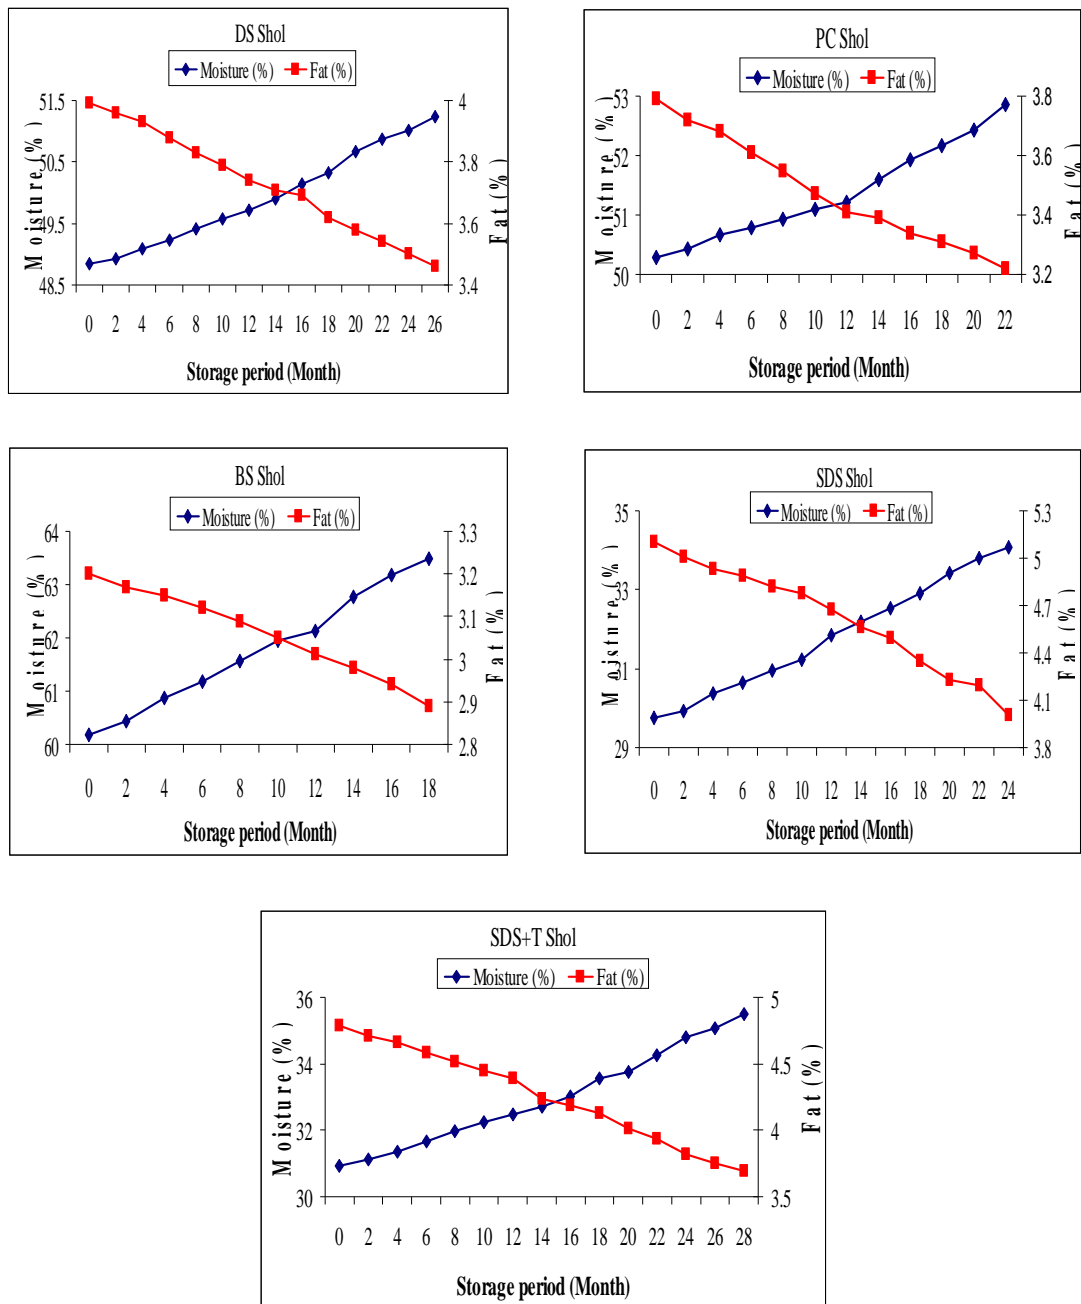 DS Shol
Moisture (%) Fat (%)
51.5
50.5
49.5
48.5
Moisture (%)
4
3.8
3.6
3.4
Fat (%)
0 2 4 6 8 10 12 14 16 18 20 22 24 26
Storage period (Month)
PC Shol
Moisture (%) Fat (%)
53
52
51
50
Moisture (%)
3.8
3.6
3.4
3.2
Fat (%)
0 2 4 6 8 10 12 14 16 18 20 22
Storage period (Month)
BS Shol
Moisture (%) Fat (%)
64
63
62
61
60
Moisture (%)
3.3
3.2
3.1
3
2.9
2.8
Fat (%)
0 2 4 6 8 10 12 14 16 18
Storage period (Month)
SDS Shol
Moisture (%) Fat (%)
35
33
31
29
Moisture (%)
5.3
5
4.7
4.4
4.1
3.8
Fat (%)
0 2 4 6 8 10 12 14 16 18 20 22 24
Storage period (Month)
SDS+T Shol
Moisture (%) Fat (%)
36
34
32
30
Moisture (%)
5
4.5
4
3.5
Fat (%)
0 2 4 6 8 10 12 14 16 18 20 22 24 26 28
Storage period (Month)